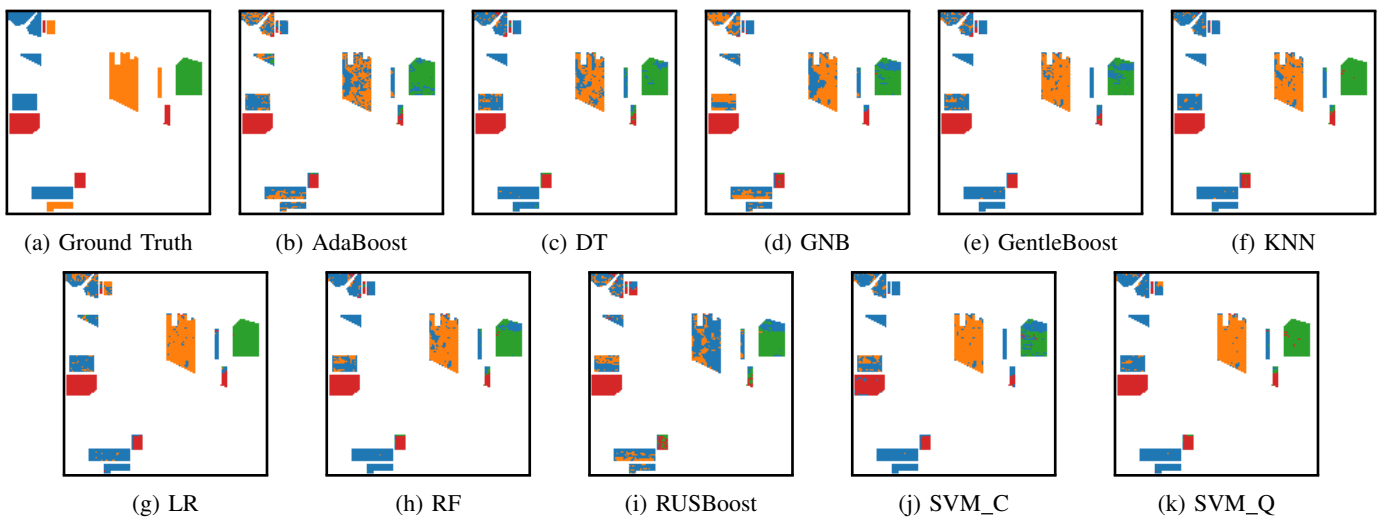 (a) Ground Truth
(b) AdaBoost
(c) DT
(d) GNB
(e) GentleBoost
(f) KNN
(g) LR
(h) RF
(i) RUSBoost
(j) SVM_C
(k) SVM_Q